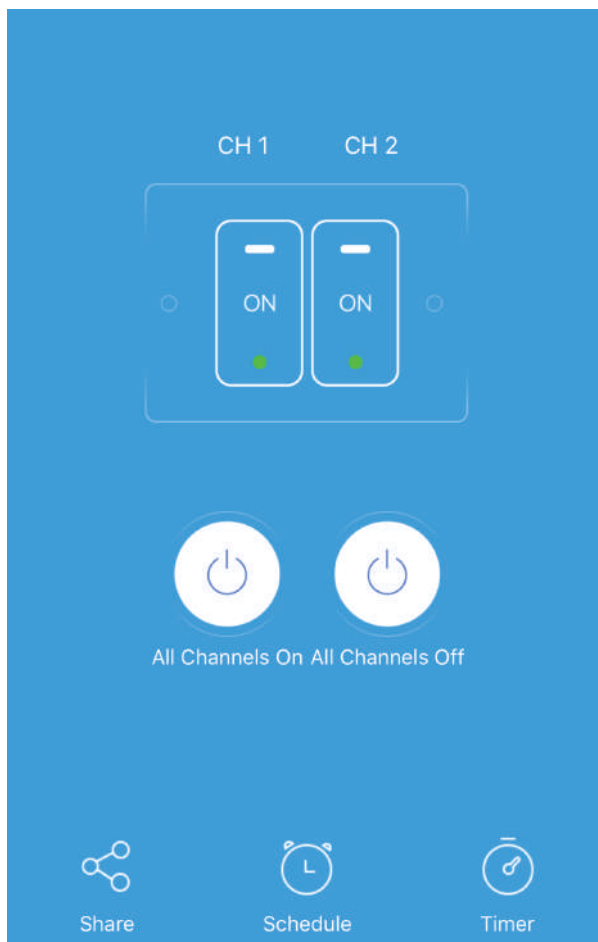 CH 1 CH 2
ON ON
All Channels On All Channels Off
Share Schedule Timer